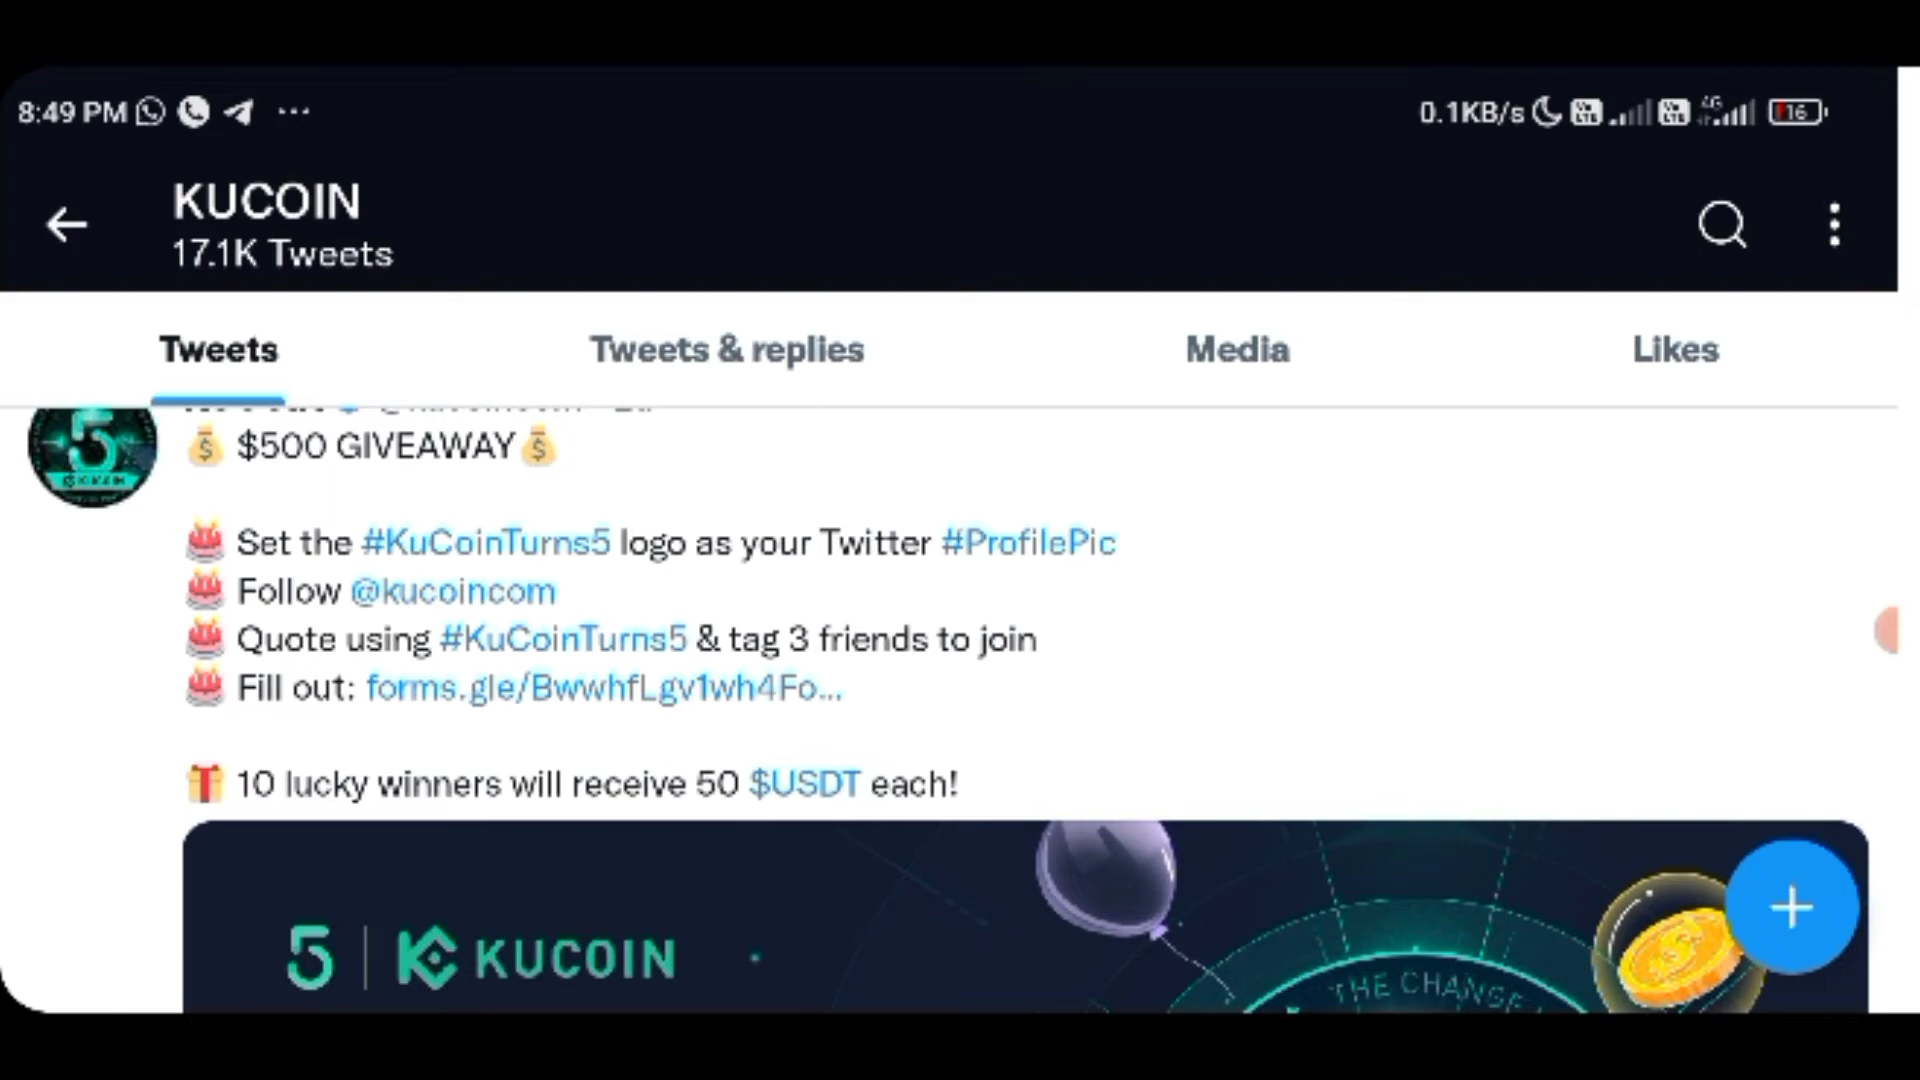 8:49 PM 0.1KB/s 4G 16
KUCOIN
17.1K Tweets
Tweets Tweets & replies Media Likes
$500 GIVEAWAY
Set the #KuCoinTurns5 logo as your Twitter #ProfilePic
Follow @kucoincom
Quote using #KuCoinTurns5 & tag 3 friends to join
Fill out: forms.gle/BwwhfLgv1wh4Fo...
10 lucky winners will receive 50 $USDT each!
5 | KUCOIN
THE CHANGE